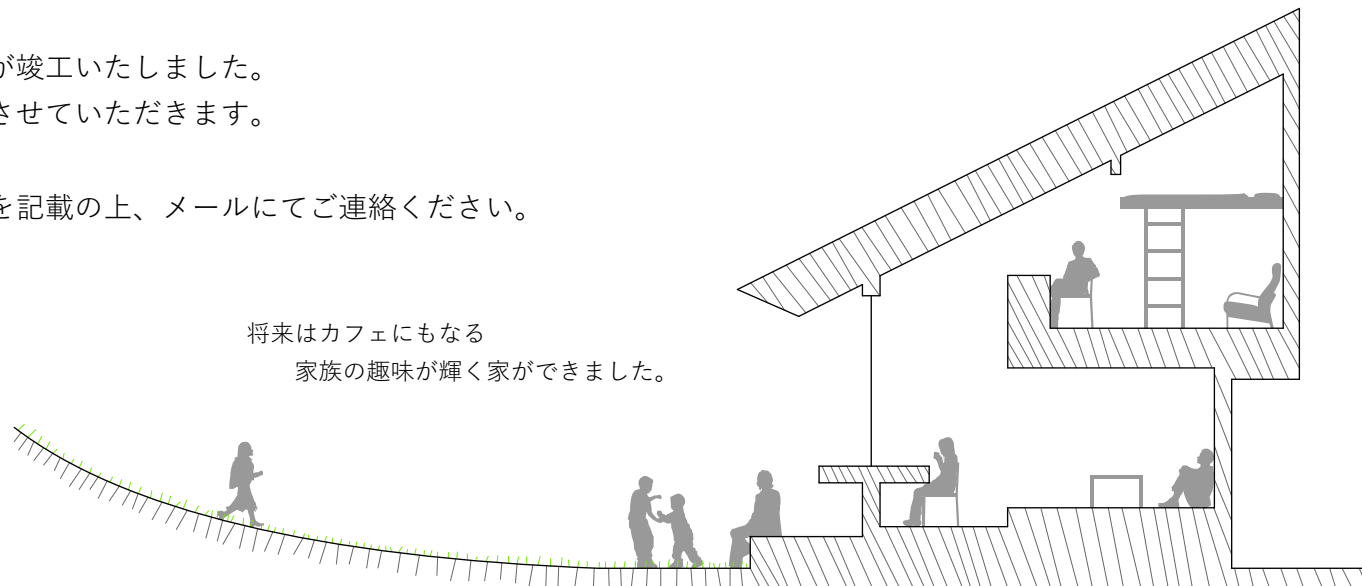 が竣工いたしました。
させていただきます。
を記載の上、メールにてご連絡ください。
将来はカフェにもなる
家族の趣味が輝く家ができました。